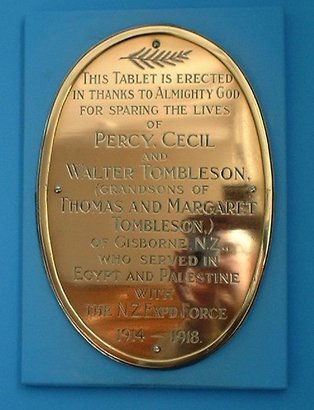 THIS TABLET IS ERECTED
IN THANKS TO ALMIGHTY GOD
FOR SPARING THE LIVES
OF
PERCY, CECIL
AND
WALTER TOMBLESON,
(GRANDSONS OF
THOMAS AND MARGARET
TOMBLESON,)
OF GISBORNE, N.Z.,
WHO SERVED IN
EGYPT AND PALESTINE
WITH
THE N.Z. EXPD. FORCE
1914 - 1918.